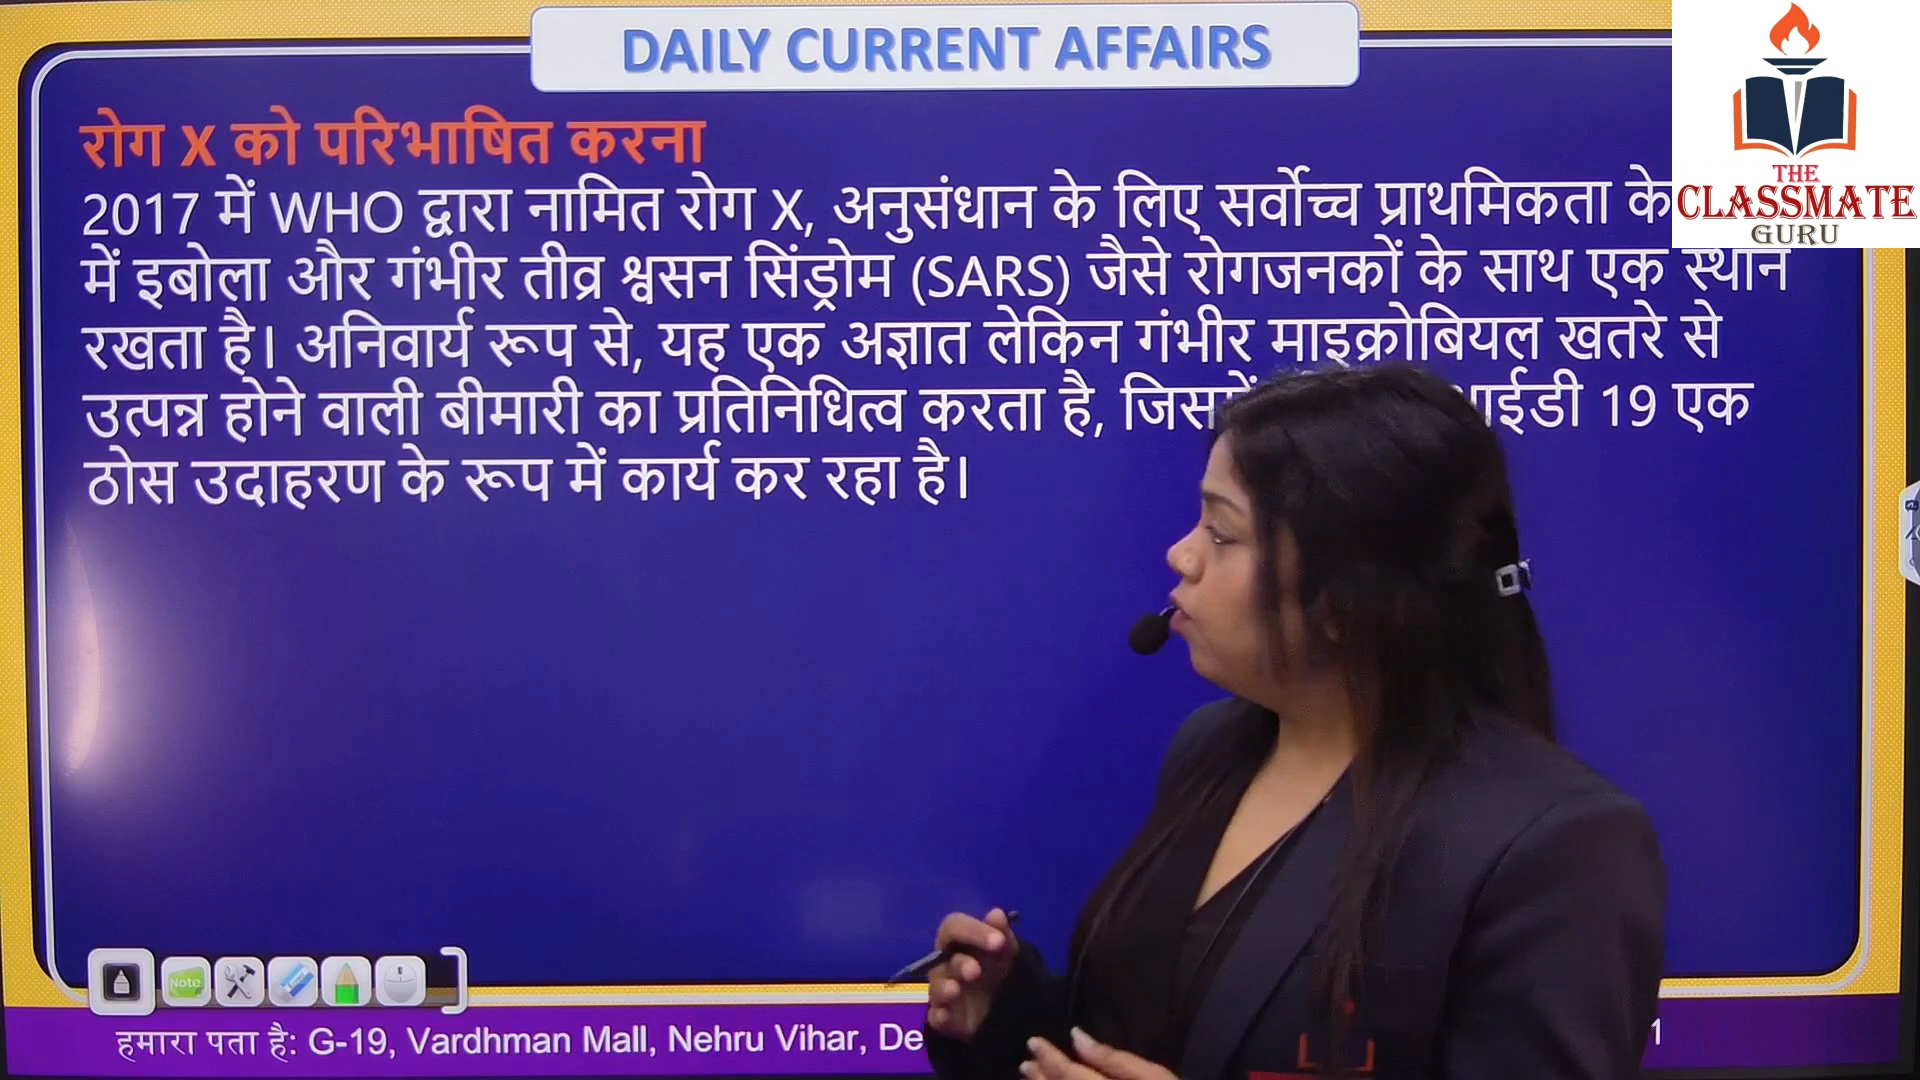 DAILY CURRENT AFFAIRS
THE
CLASSMATE
GURU
रोग X को परिभाषित करना
2017 में WHO द्वारा नामित रोग X, अनुसंधान के लिए सर्वोच्च प्राथमिकता के
में इबोला और गंभीर तीव्र श्वसन सिंड्रोम (SARS) जैसे रोगजनकों के साथ एक स्थान
रखता है। अनिवार्य रूप से, यह एक अज्ञात लेकिन गंभीर माइक्रोबियल खतरे से
उत्पन्न होने वाली बीमारी का प्रतिनिधित्व करता है, 19 एक
ठोस उदाहरण के रूप में कार्य कर रहा है।
Note
हमारा पता है: G-19, Vardhman Mall, Nehru Vihar,